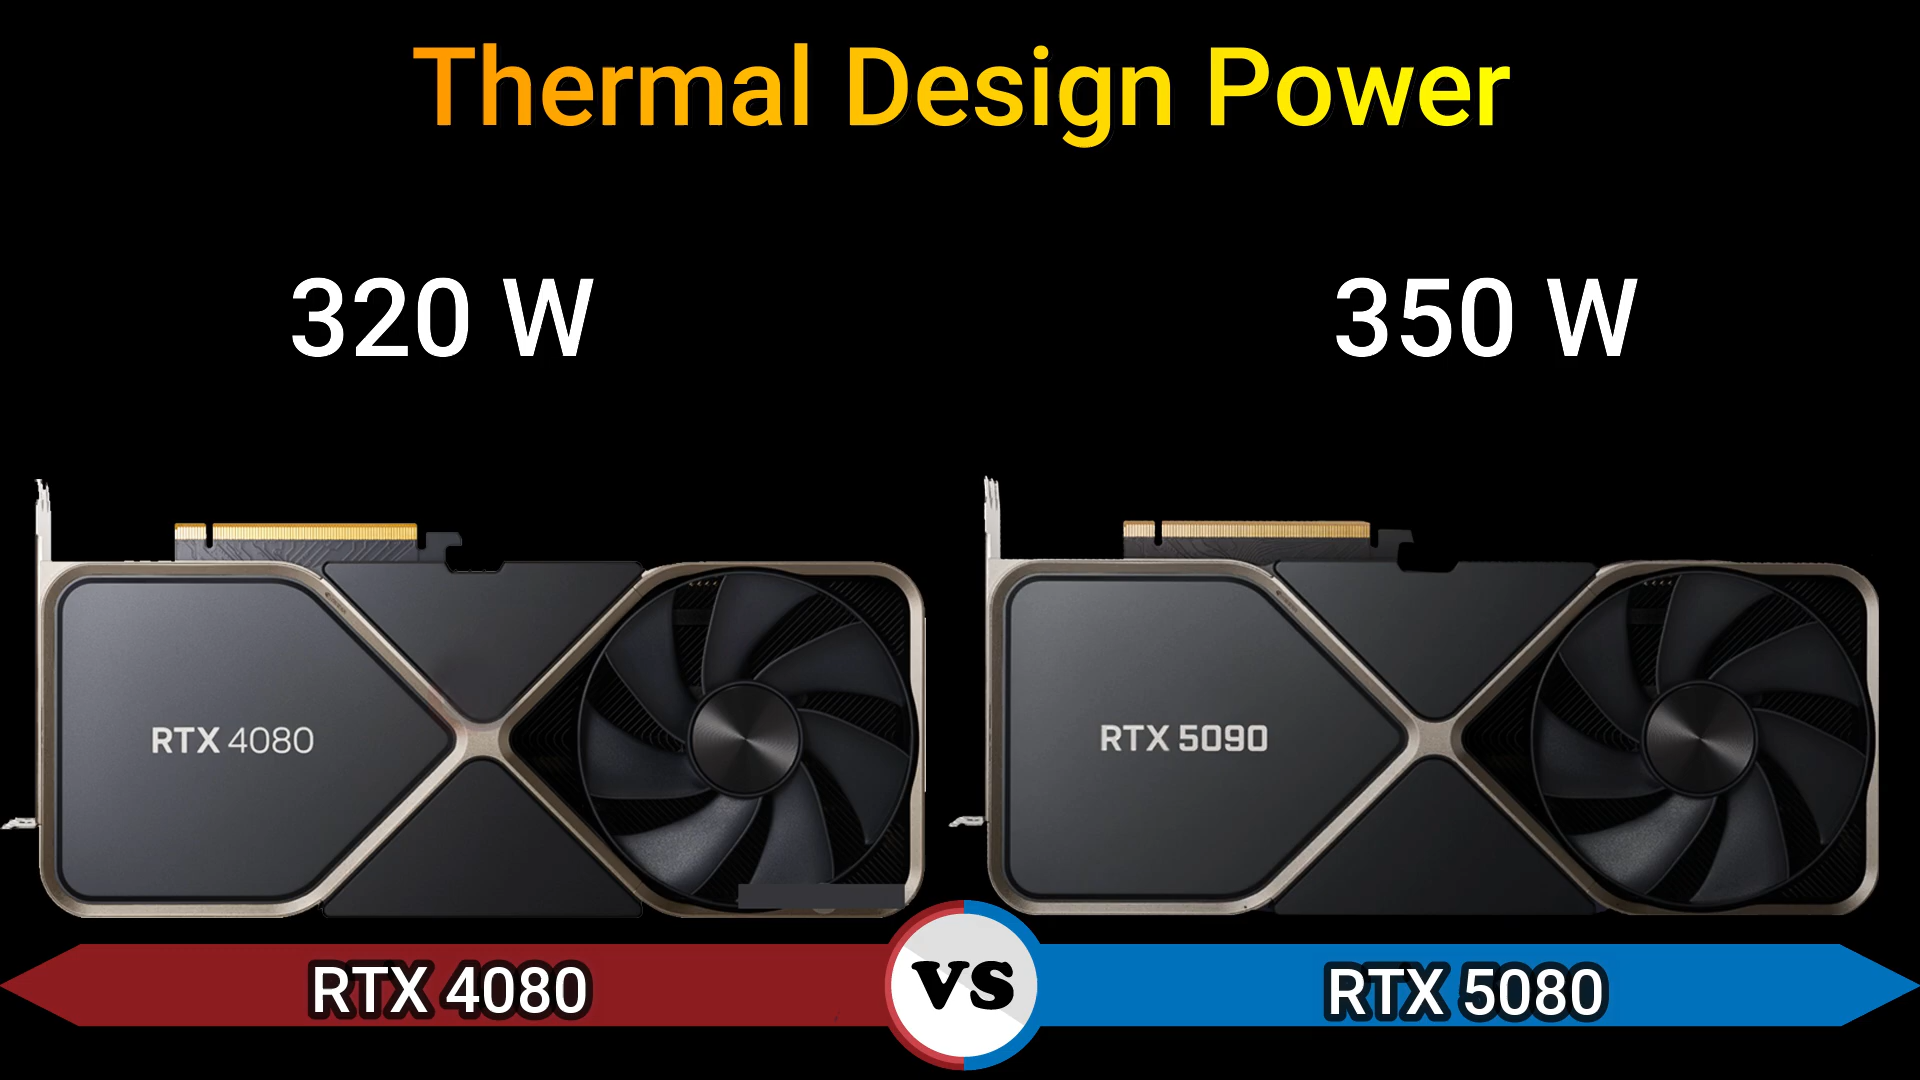 Thermal Design Power
320 W
350 W
RTX 4080
RTX 5090
RTX 4080
VS
RTX 5080